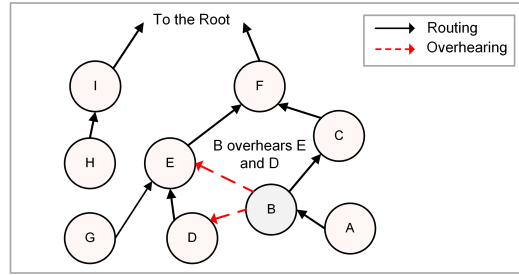 To the Root
Routing
Overhearing
I
F
C
B overhears E
and D
H
E
B
A
G
D